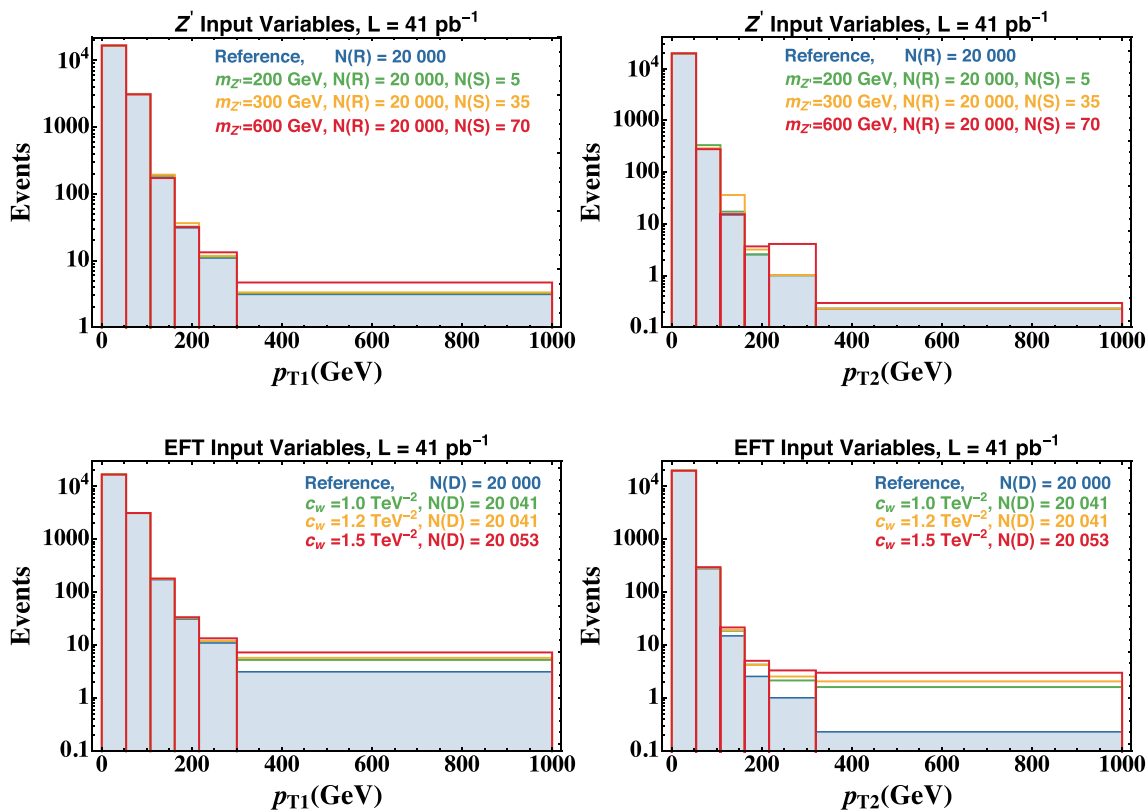 Z' Input Variables, L = 41 pb⁻¹
Reference, N(R) = 20 000
m_Z'=200 GeV, N(R) = 20 000, N(S) = 5
m_Z'=300 GeV, N(R) = 20 000, N(S) = 35
m_Z'=600 GeV, N(R) = 20 000, N(S) = 70
Events
10⁴
1000
100
10
1
0 200 400 600 800 1000
p_T1(GeV)
Z' Input Variables, L = 41 pb⁻¹
Reference, N(R) = 20 000
m_Z'=200 GeV, N(R) = 20 000, N(S) = 5
m_Z'=300 GeV, N(R) = 20 000, N(S) = 35
m_Z'=600 GeV, N(R) = 20 000, N(S) = 70
Events
10⁴
1000
100
10
1
0.1
0 200 400 600 800 1000
p_T2(GeV)
EFT Input Variables, L = 41 pb⁻¹
Reference, N(D) = 20 000
c_w =1.0 TeV⁻², N(D) = 20 041
c_w =1.2 TeV⁻², N(D) = 20 041
c_w =1.5 TeV⁻², N(D) = 20 053
Events
10⁴
1000
100
10
1
0.1
0 200 400 600 800 1000
p_T1(GeV)
EFT Input Variables, L = 41 pb⁻¹
Reference, N(D) = 20 000
c_w =1.0 TeV⁻², N(D) = 20 041
c_w =1.2 TeV⁻², N(D) = 20 041
c_w =1.5 TeV⁻², N(D) = 20 053
Events
10⁴
1000
100
10
1
0.1
0 200 400 600 800 1000
p_T2(GeV)